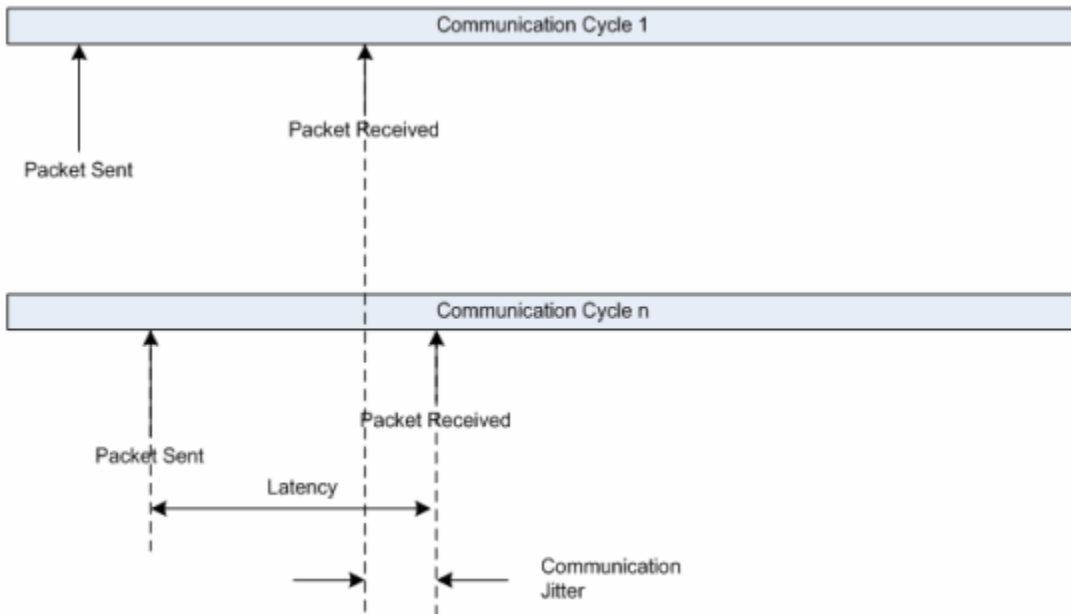 Communication Cycle 1
Packet Received
Packet Sent
Communication Cycle n
Packet Received
Packet Sent
Latency
Communication
Jitter